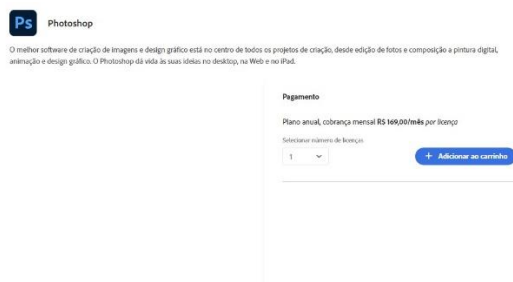 Ps Photoshop
O melhor software de criação de imagens e design gráfico está no centro de todos os projetos de criação, desde edição de fotos e composição a pintura digital,
animação e design gráfico. O Photoshop dá vida às suas ideias no desktop, na Web e no iPad.
Pagamento
Plano anual, cobrança mensal R$ 169,00/mês por licença
Selecionar número de licenças
1
+ Adicionar ao carrinho